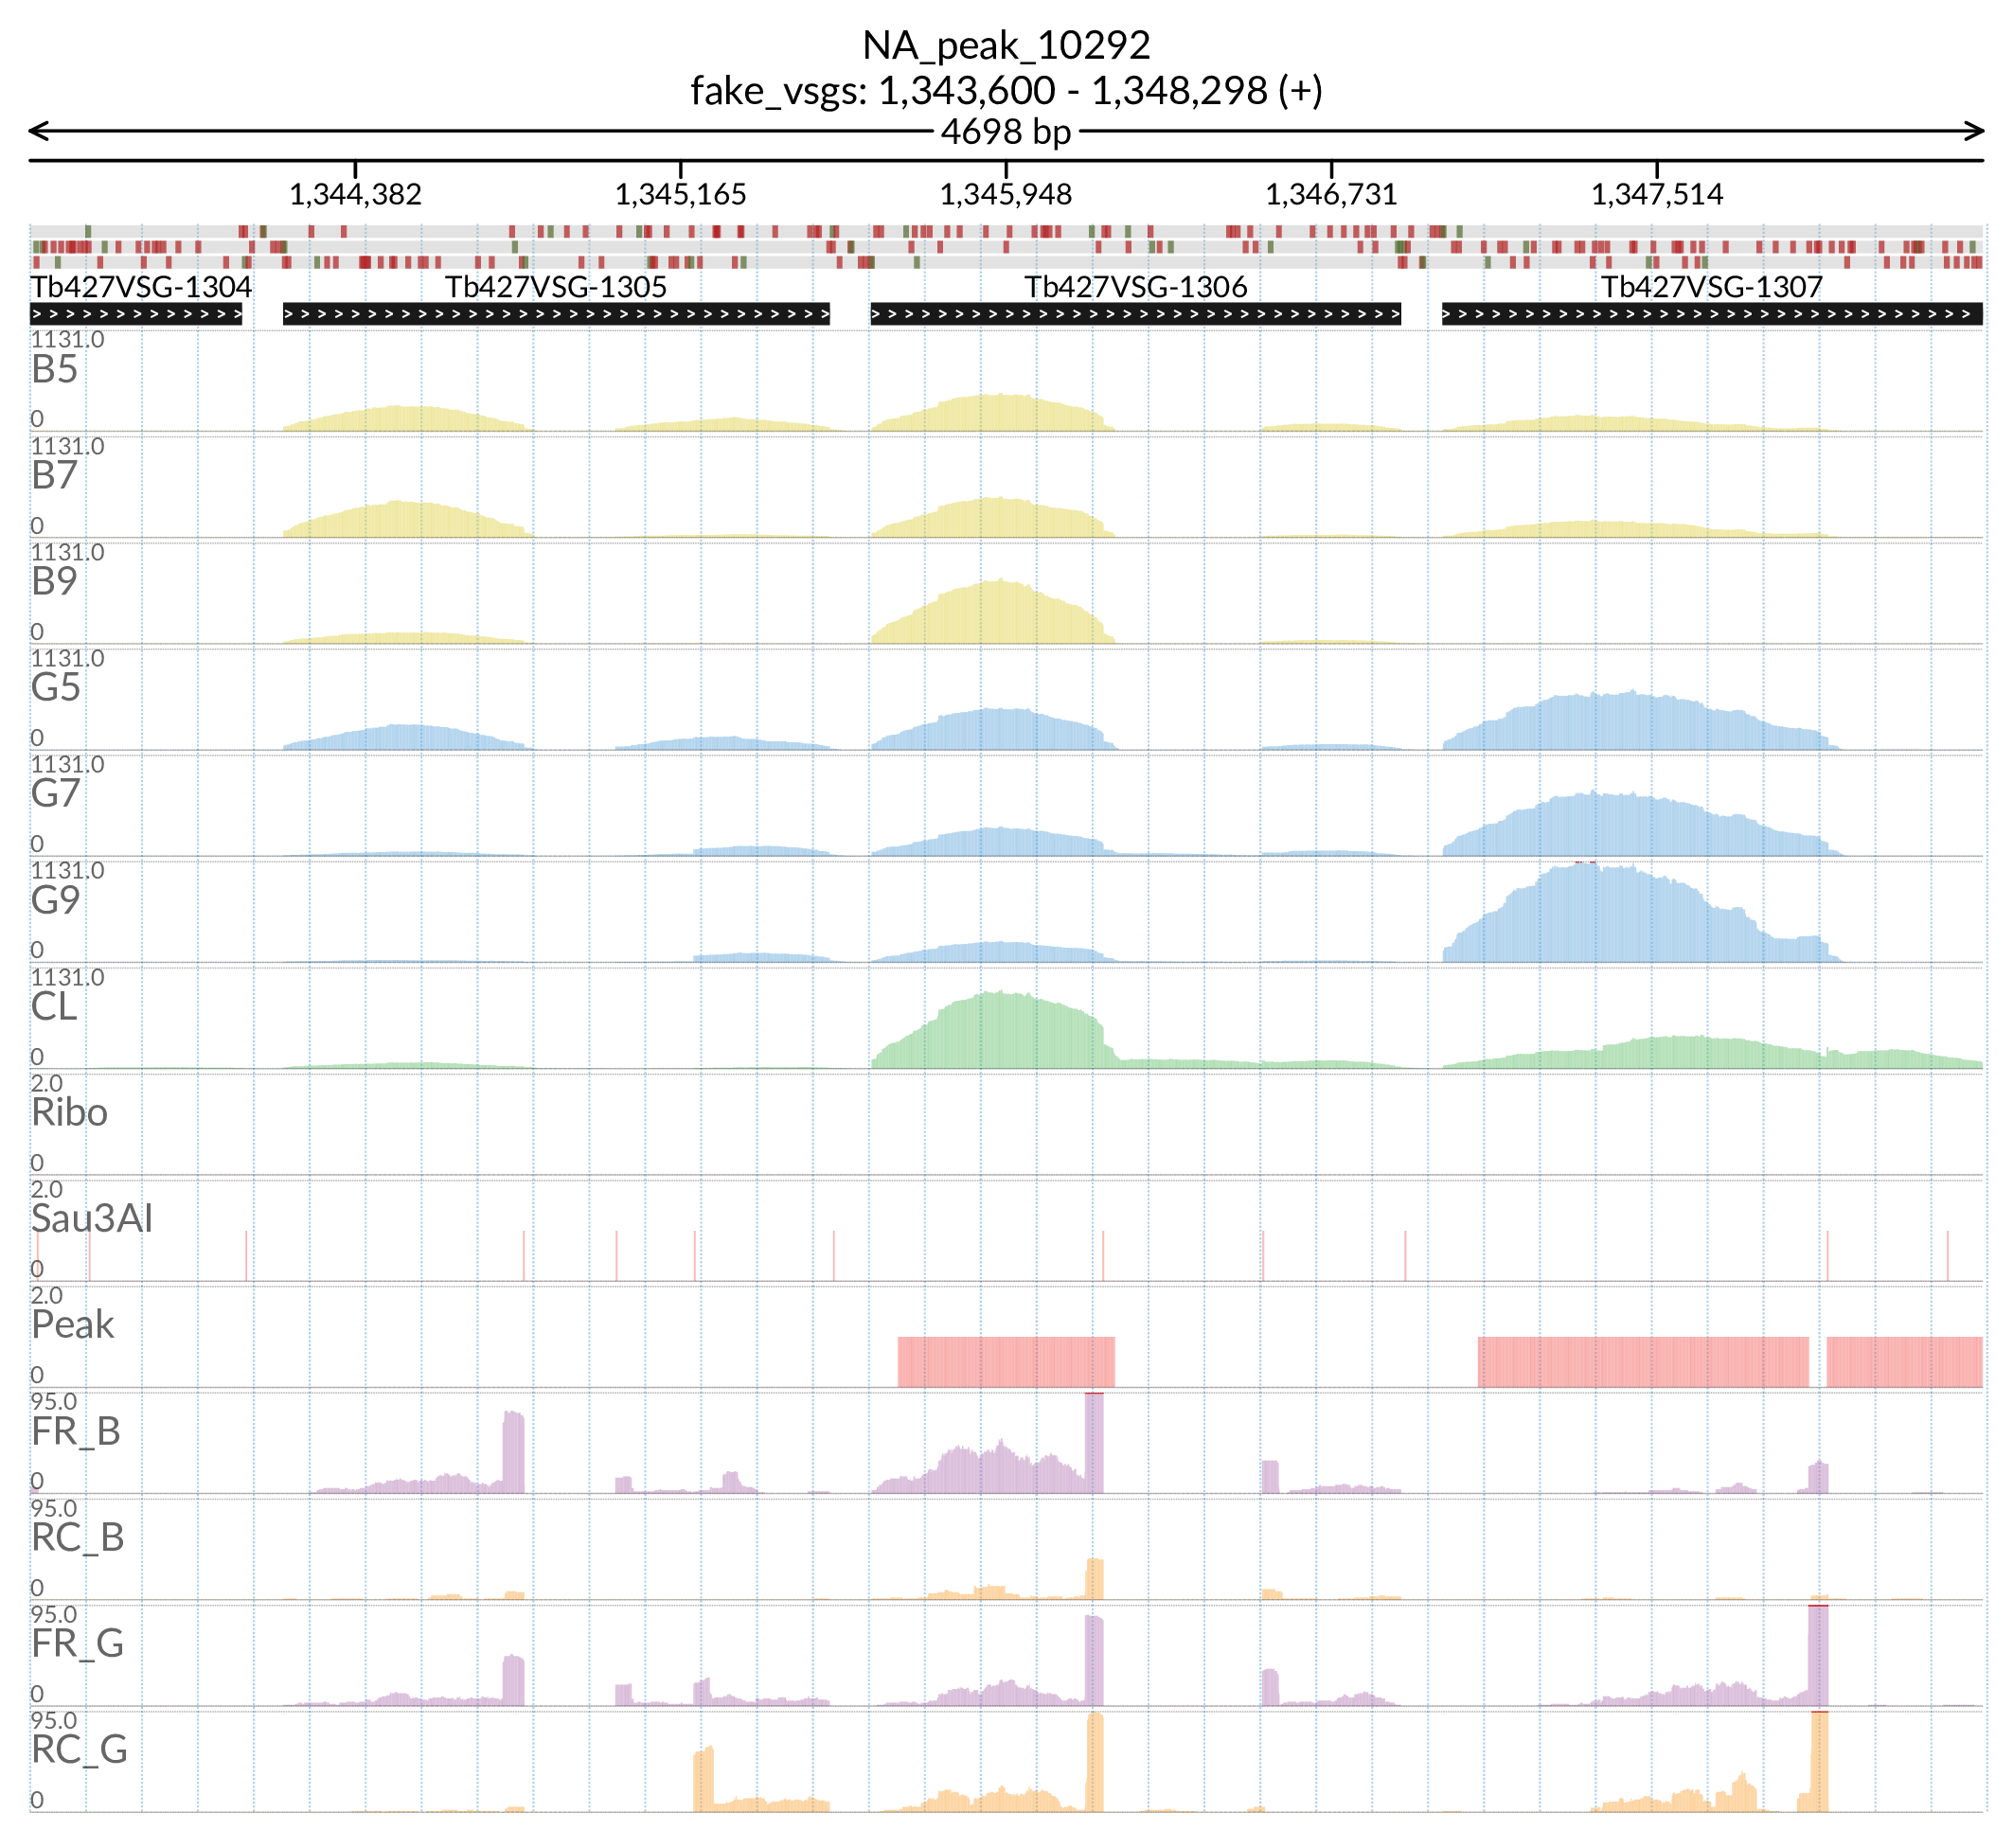 NA_peak_10292
fake_vsgs: 1,343,600 - 1,348,298 (+)
4698 bp
1,344,382 1,345,165 1,345,948 1,346,731 1,347,514
Tb427VSG-1304 Tb427VSG-1305 Tb427VSG-1306 Tb427VSG-1307
1131.0
B5
0
1131.0
B7
0
1131.0
B9
0
1131.0
G5
0
1131.0
G7
0
1131.0
G9
0
1131.0
CL
0
2.0
Ribo
0
2.0
Sau3AI
0
2.0
Peak
0
95.0
FR_B
0
95.0
RC_B
0
95.0
FR_G
0
95.0
RC_G
0